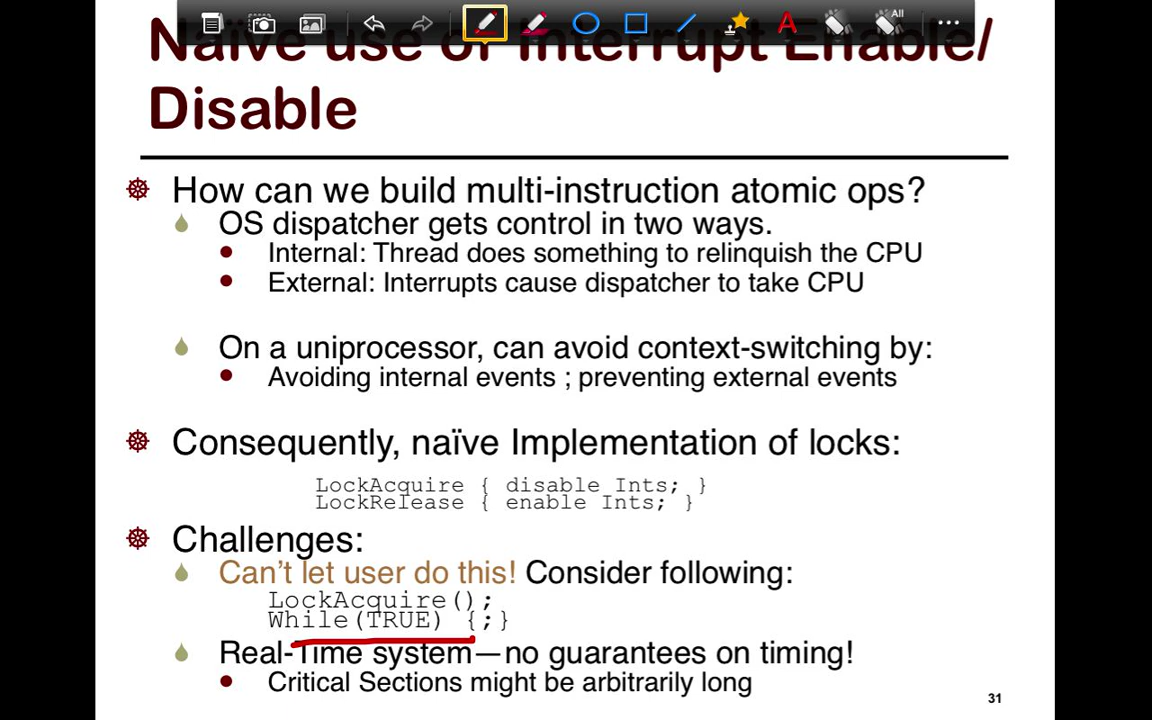 All
Naïve use of Interrupt Enable/
Disable
How can we build multi-instruction atomic ops?
OS dispatcher gets control in two ways.
Internal: Thread does something to relinquish the CPU
External: Interrupts cause dispatcher to take CPU
On a uniprocessor, can avoid context-switching by:
Avoiding internal events ; preventing external events
Consequently, naïve Implementation of locks:
LockAcquire { disable Ints; }
LockRelease { enable Ints; }
Challenges:
Can't let user do this! Consider following:
LockAcquire();
While(TRUE) {;}
Real-Time system—no guarantees on timing!
Critical Sections might be arbitrarily long
31